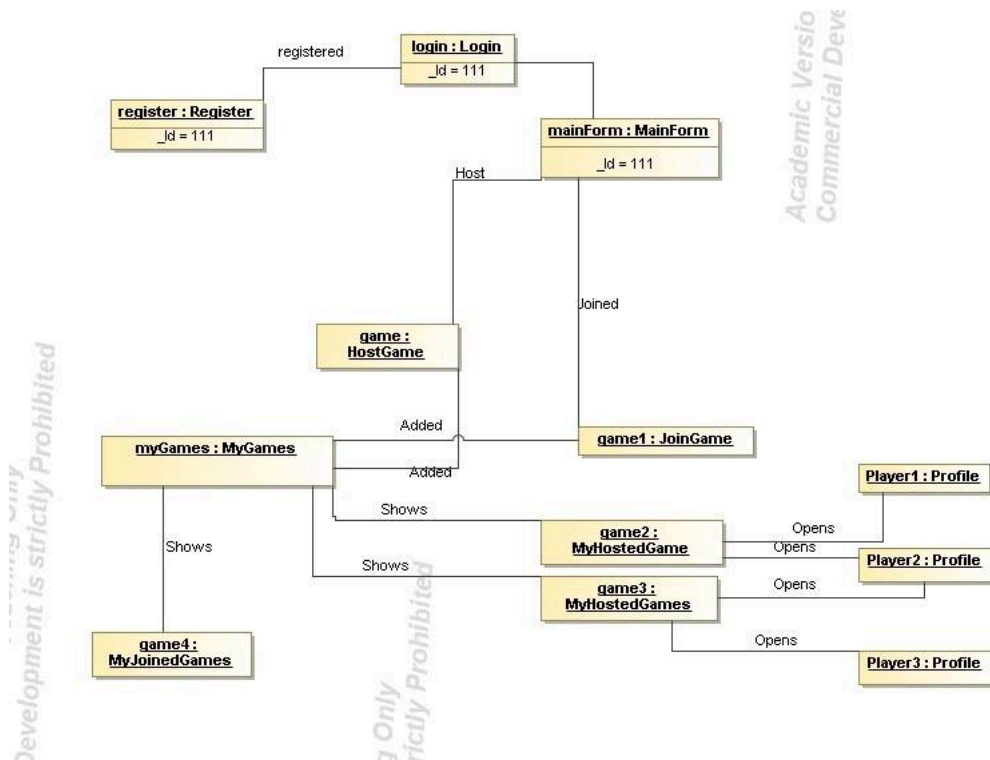 login : Login
_Id = 111
registered
register : Register
_Id = 111
mainForm : MainForm
_Id = 111
Host
Joined
game :
HostGame
Added
game1 : JoinGame
myGames : MyGames
Added
Shows
Shows
Shows
game2 :
MyHostedGame
Opens
Opens
Player1 : Profile
Player2 : Profile
game3 :
MyHostedGames
Opens
Opens
Player3 : Profile
game4 :
MyJoinedGames
Academic Versio
Commercial Deve
Only
Development is strictly Prohibited
g Only
rictly Prohibited